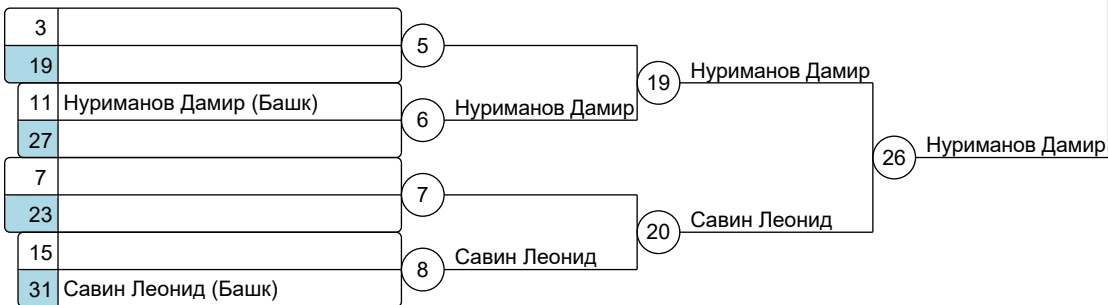 3
19
11 Нуриманов Дамир (Башк)
27
7
23
15
31 Савин Леонид (Башк)
5
6 Нуриманов Дамир
7
8 Савин Леонид
19 Нуриманов Дамир
20 Савин Леонид
26 Нуриманов Дамир